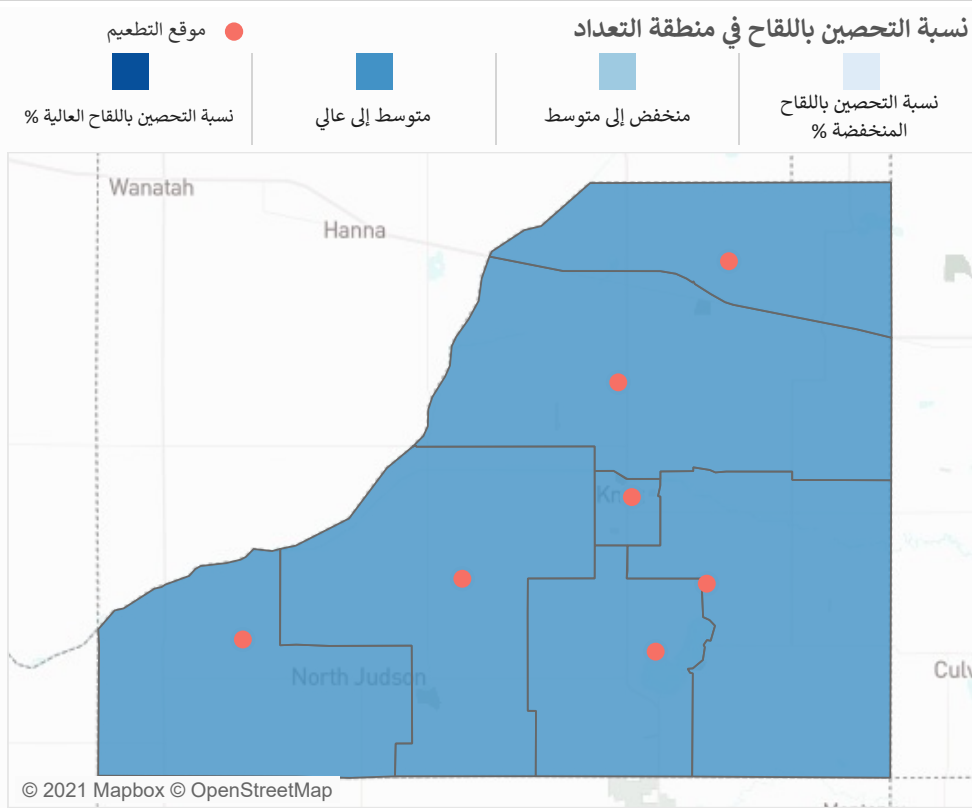 نسبة التحصين باللقاح في منطقة التعداد
موقع التطعيم
نسبة التحصين باللقاح
المنخفضة %
منخفض إلى متوسط
متوسط إلى عالي
نسبة التحصين باللقاح العالية %
Wanatah
Hanna
North Judson
© 2021 Mapbox © OpenStreetMap